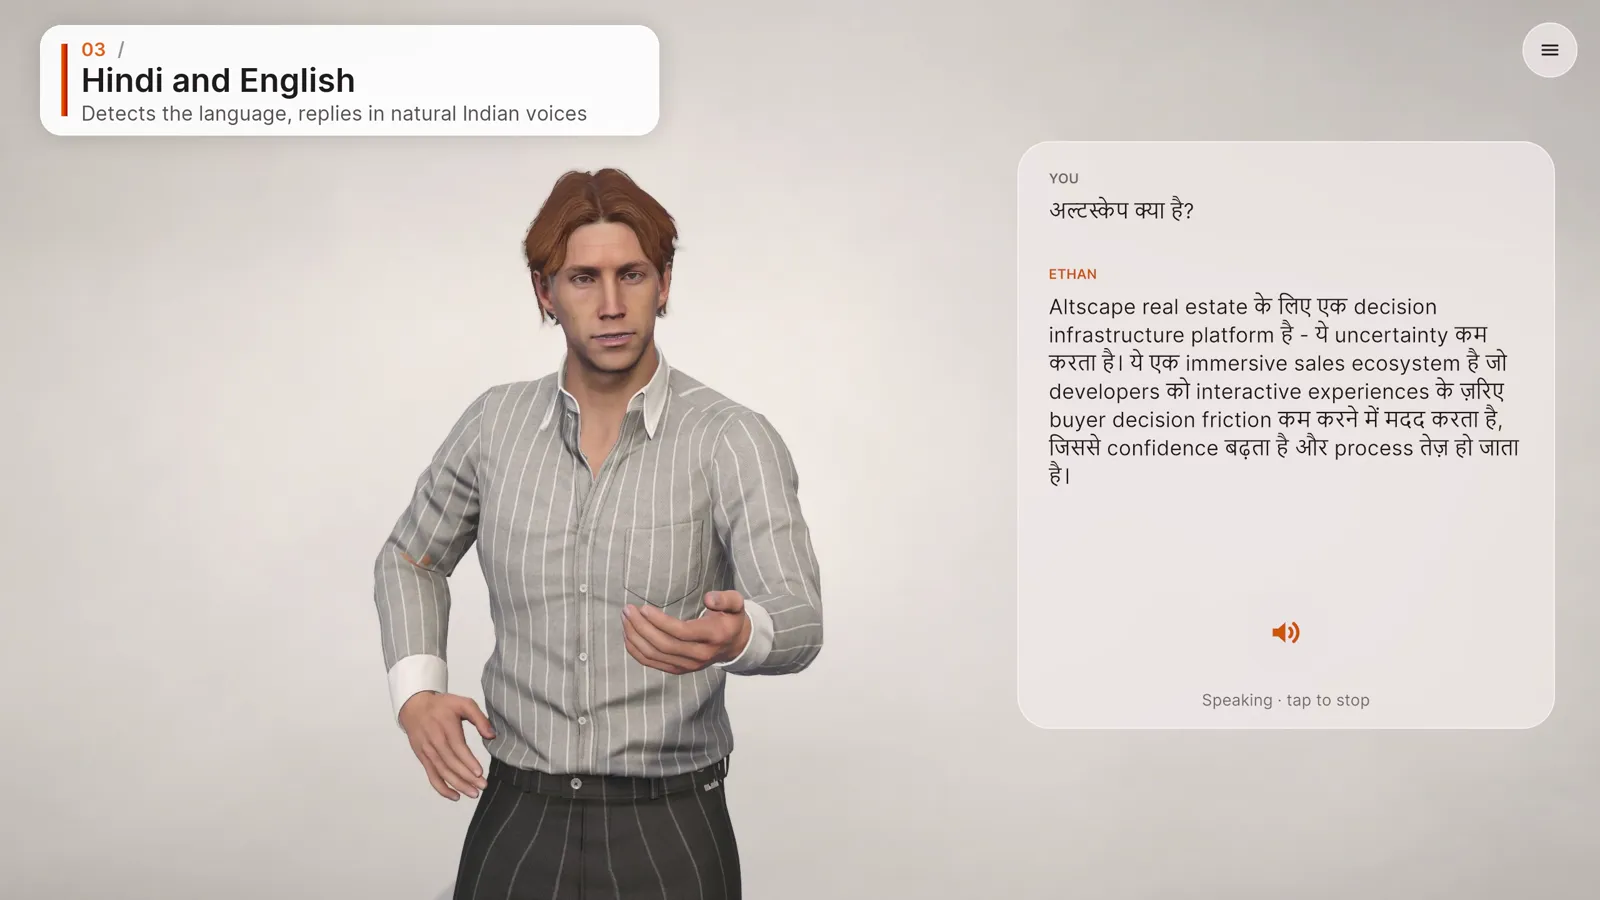 03 /
Hindi and English
Detects the language, replies in natural Indian voices
YOU
अल्टस्केप क्या है?
ETHAN
Altscape real estate के लिए एक decision
infrastructure platform है - ये uncertainty कम
करता है। ये एक immersive sales ecosystem है जो
developers को interactive experiences के ज़रिए
buyer decision friction कम करने में मदद करता है,
जिससे confidence बढ़ता है और process तेज़ हो जाता
है।
Speaking · tap to stop